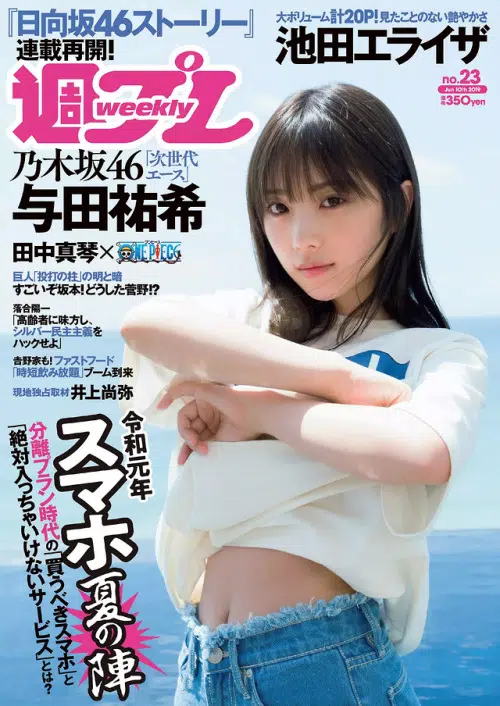 『日向坂46ストーリー』
連載再開!
大ボリューム計20P!見たことのない艶やかさ
池田エライザ
no.23
Jun 10th 2019
350yen
週プレ
weekly
乃木坂46「次世代エース」
与田祐希
田中真琴×ONE PIECE
巨人「投打の柱」の明と暗
すごいぞ坂本!どうした菅野!?
落合陽一
「高齢者に味方し、
シルバー民主主義を
ハックせよ」
吉野家も!ファストフード
「時短飲み放題」ブーム到来
現地独占取材 井上尚弥
令和元年
スマホ夏の陣
分離プラン時代の「買うべきスマホ」と
「絶対入っちゃいけないサービス」とは?